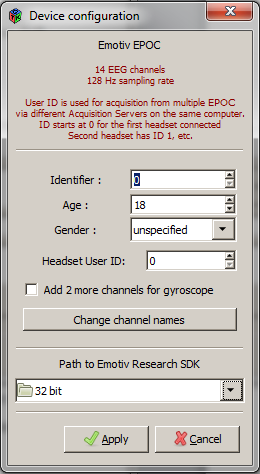 Device configuration
Emotiv EPOC
14 EEG channels
128 Hz sampling rate
User ID is used for acquisition from multiple EPOC
via different Acquisition Servers on the same computer.
ID starts at 0 for the first headset connected
Second headset has ID 1, etc.
Identifier : 0
Age : 18
Gender : unspecified
Headset User ID: 0
Add 2 more channels for gyroscope
Change channel names
Path to Emotiv Research SDK
32 bit
Apply Cancel